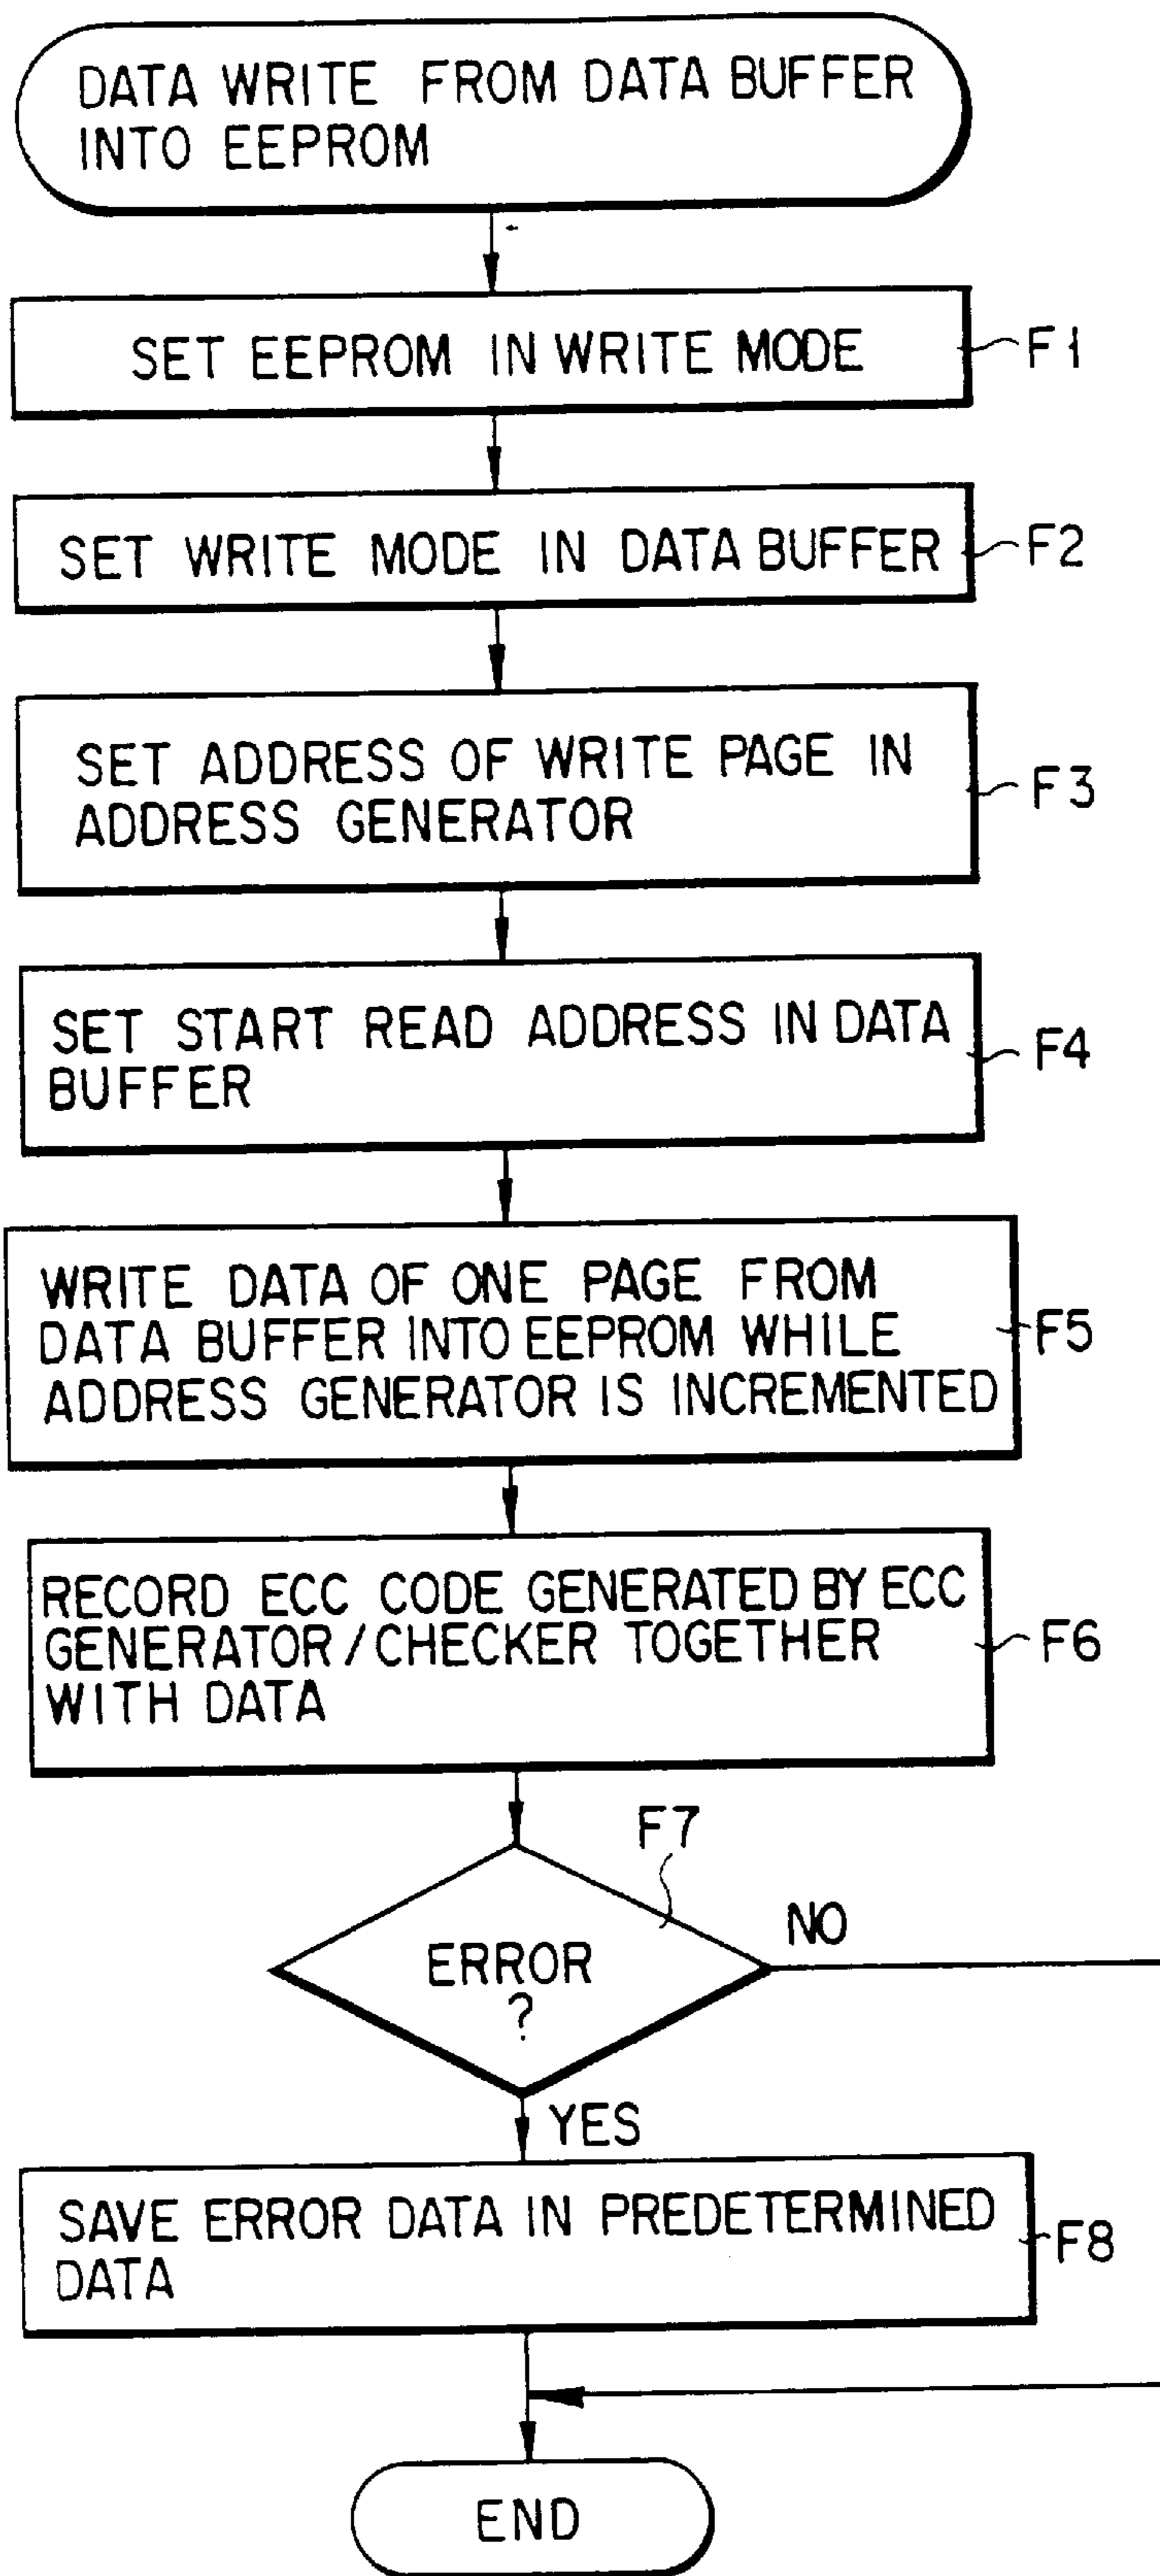 DATA WRITE FROM DATA BUFFER
INTO EEPROM
SET EEPROM IN WRITE MODE
F1
SET WRITE MODE IN DATA BUFFER
F2
SET ADDRESS OF WRITE PAGE IN
ADDRESS GENERATOR
F3
SET START READ ADDRESS IN DATA
BUFFER
F4
WRITE DATA OF ONE PAGE FROM
DATA BUFFER INTO EEPROM WHILE
ADDRESS GENERATOR IS INCREMENTED
F5
RECORD ECC CODE GENERATED BY ECC
GENERATOR/CHECKER TOGETHER
WITH DATA
F6
F7
ERROR
?
NO
YES
SAVE ERROR DATA IN PREDETERMINED
DATA
F8
END